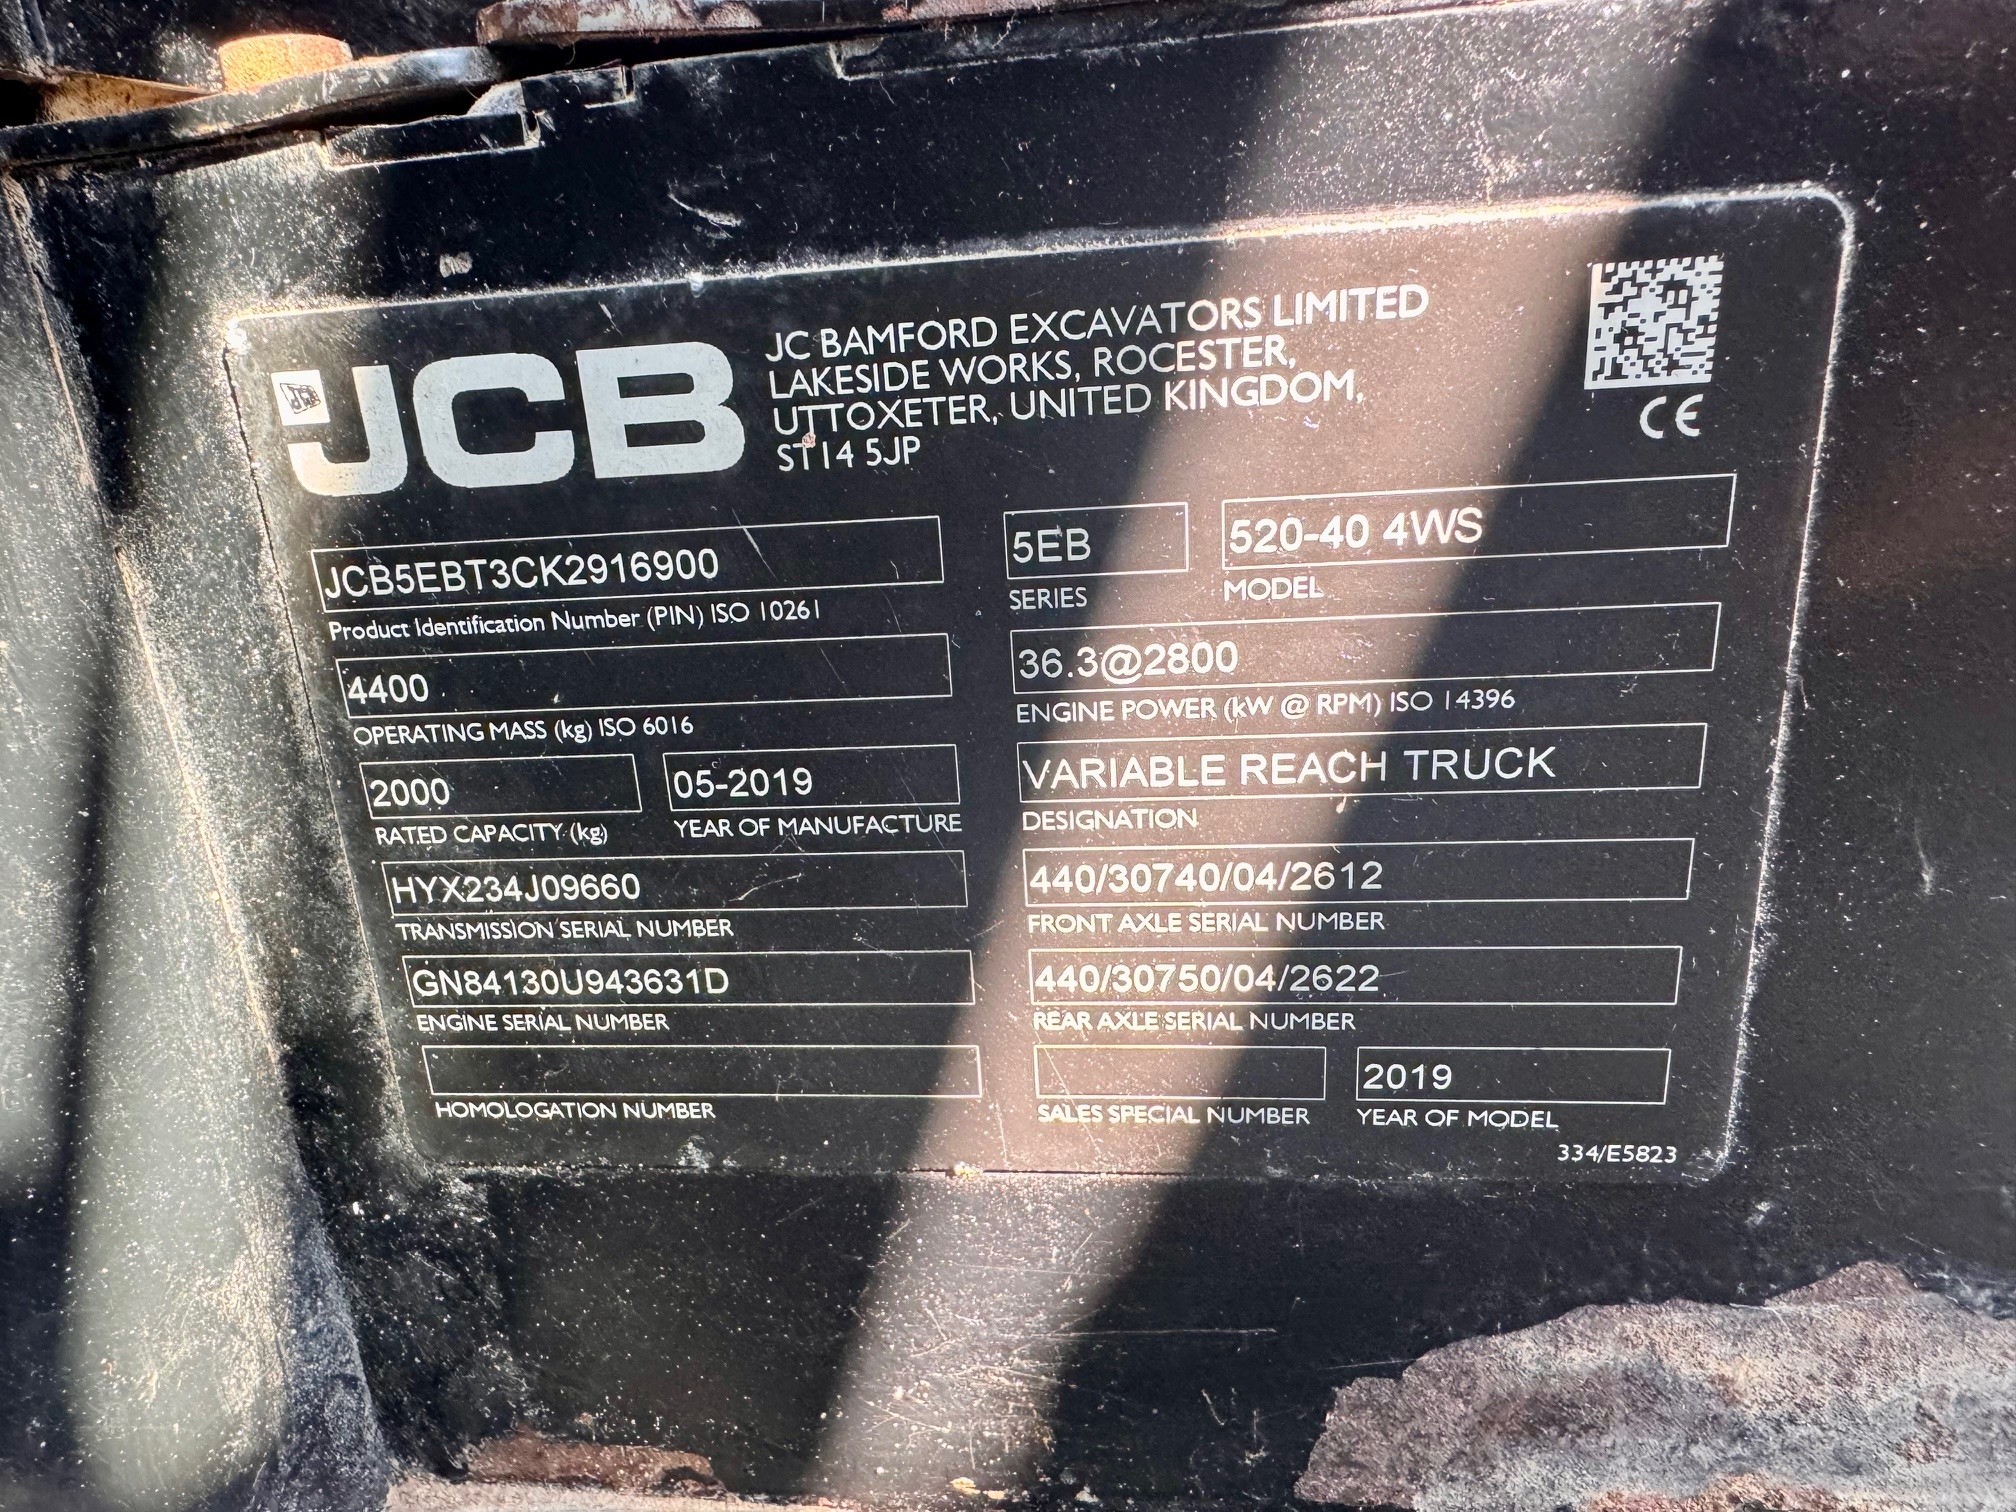 JCB
JC BAMFORD EXCAVATORS LIMITED
LAKESIDE WORKS, ROCESTER,
UTTOXETER, UNITED KINGDOM,
ST14 5JP
CE
JCB5EBT3CK2916900
Product Identification Number (PIN) ISO 10261
5EB
SERIES
520-40 4WS
MODEL
4400
OPERATING MASS (kg) ISO 6016
36.3@2800
ENGINE POWER (kW @ RPM) ISO 14396
2000
RATED CAPACITY (kg)
05-2019
YEAR OF MANUFACTURE
VARIABLE REACH TRUCK
DESIGNATION
HYX234J09660
TRANSMISSION SERIAL NUMBER
440/30740/04/2612
FRONT AXLE SERIAL NUMBER
GN84130U943631D
ENGINE SERIAL NUMBER
440/30750/04/2622
REAR AXLE SERIAL NUMBER
HOMOLOGATION NUMBER
SALES SPECIAL NUMBER
2019
YEAR OF MODEL
334/E5823